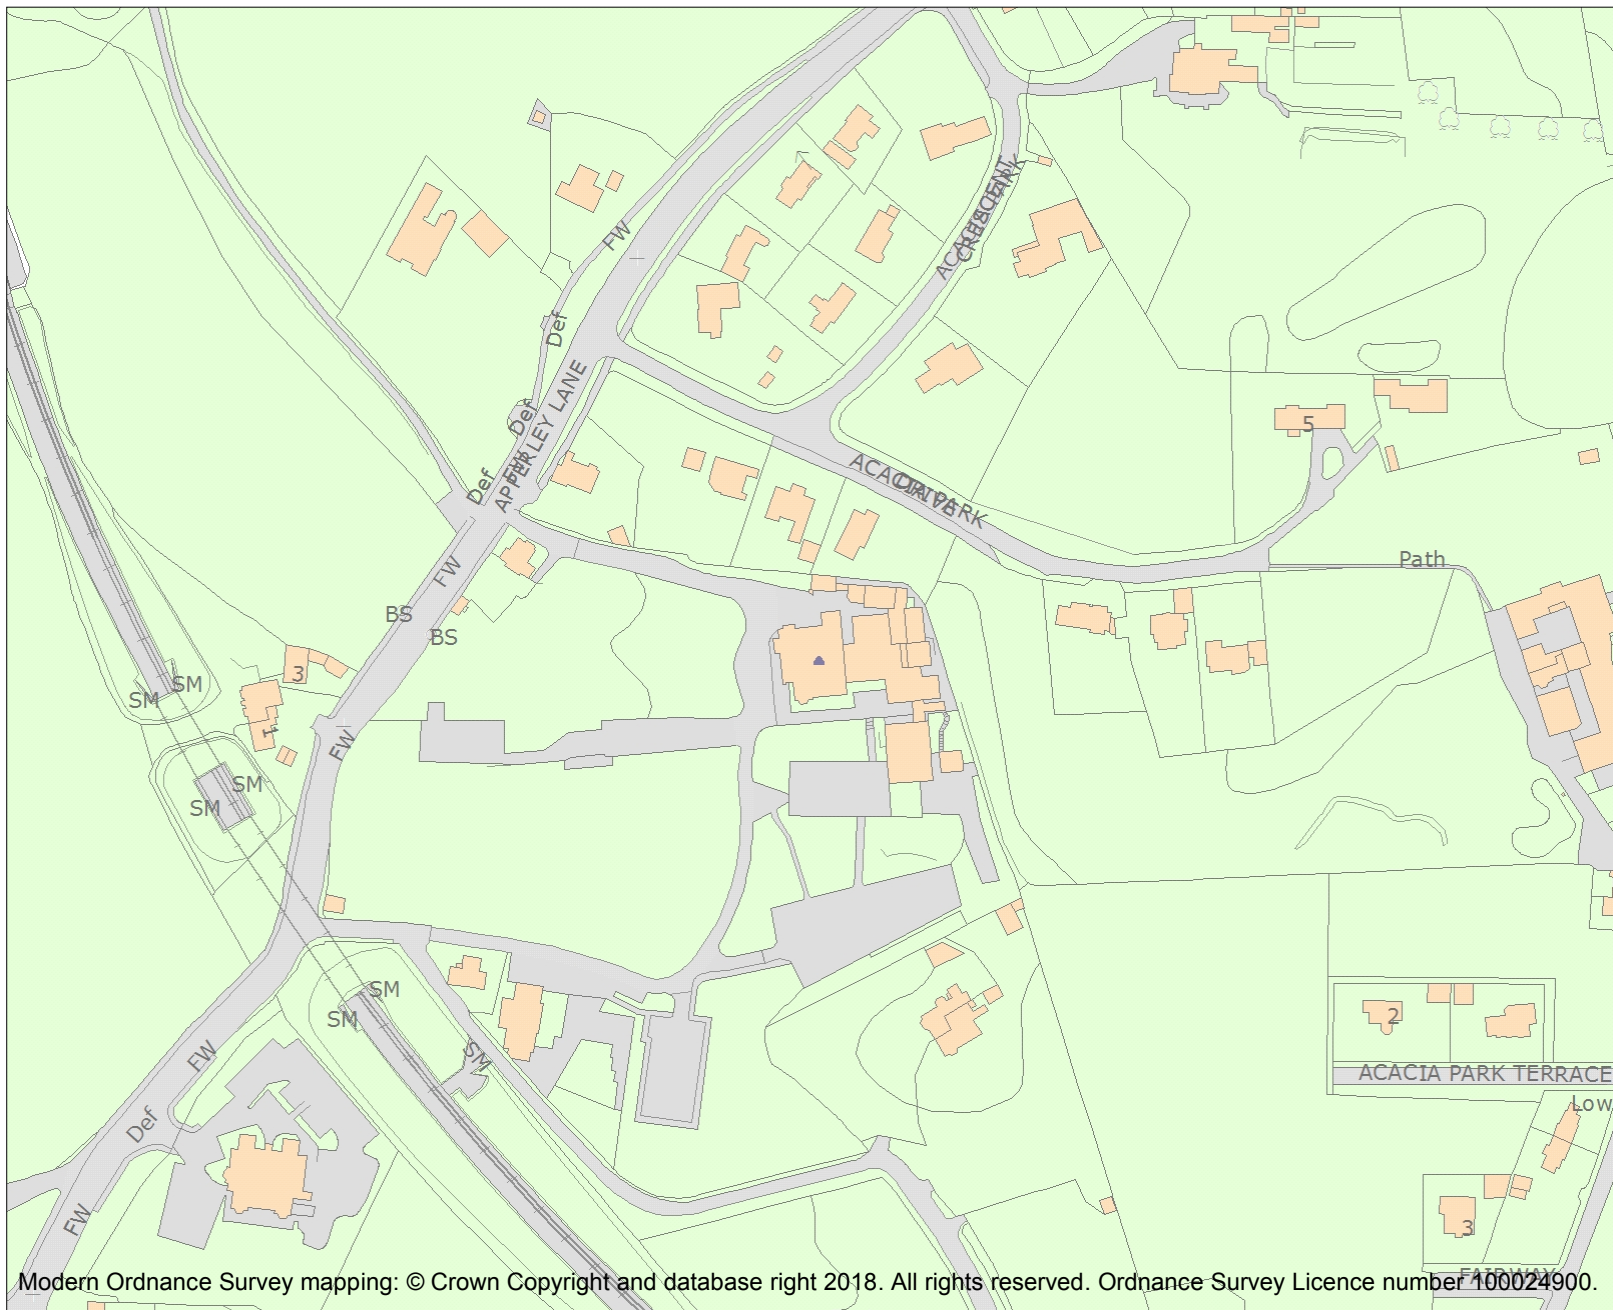 FW
ACACIA PARK
CRESCENT
Def
APPERLEY LANE
Def
FW
Def
5
ACACIA PARK
DRIVE
Path
FW
BS
BS
3
SM
SM
1
FW
SM
SM
SM
SM
SM
FW
2
ACACIA PARK TERRACE
Low
Def
FW
3
FAIRWAY
Modern Ordnance Survey mapping: © Crown Copyright and database right 2018. All rights reserved. Ordnance Survey Licence number 100024900.